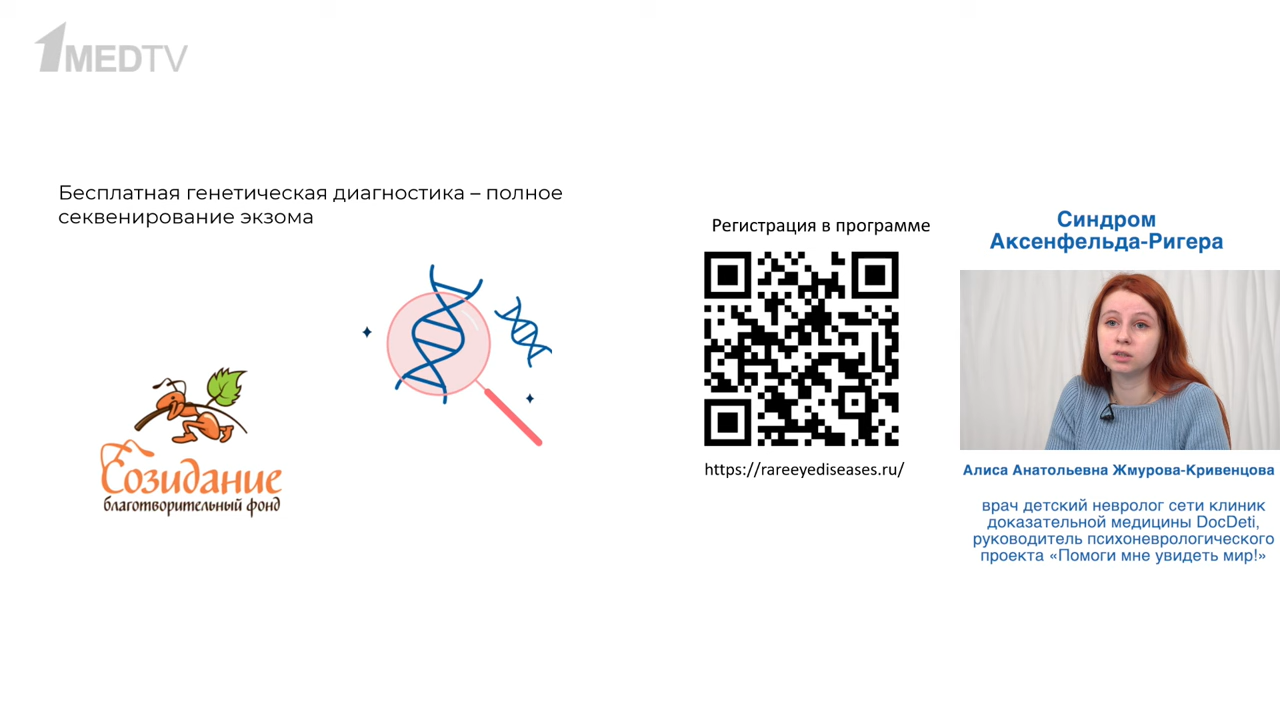 1MEDTV
Бесплатная генетическая диагностика – полное
секвенирование экзома
Созидание
благотворительный фонд
Регистрация в программе
https://rareeyediseases.ru/
Синдром
Аксенфельда-Ригера
Алиса Анатольевна Жмурова-Кривенцова
врач детский невролог сети клиник
доказательной медицины DocDeti,
руководитель психоневрологического
проекта «Помоги мне увидеть мир!»